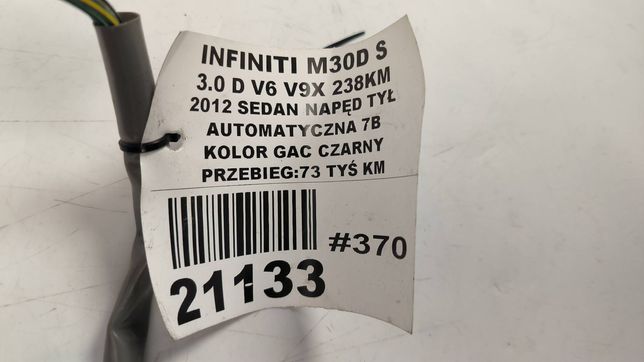 INFINITI M30D S
3.0 D V6 V9X 238KM
2012 SEDAN NAPĘD TYŁ
AUTOMATYCZNA 7B
KOLOR GAC CZARNY
PRZEBIEG:73 TYŚ KM
#370
21133